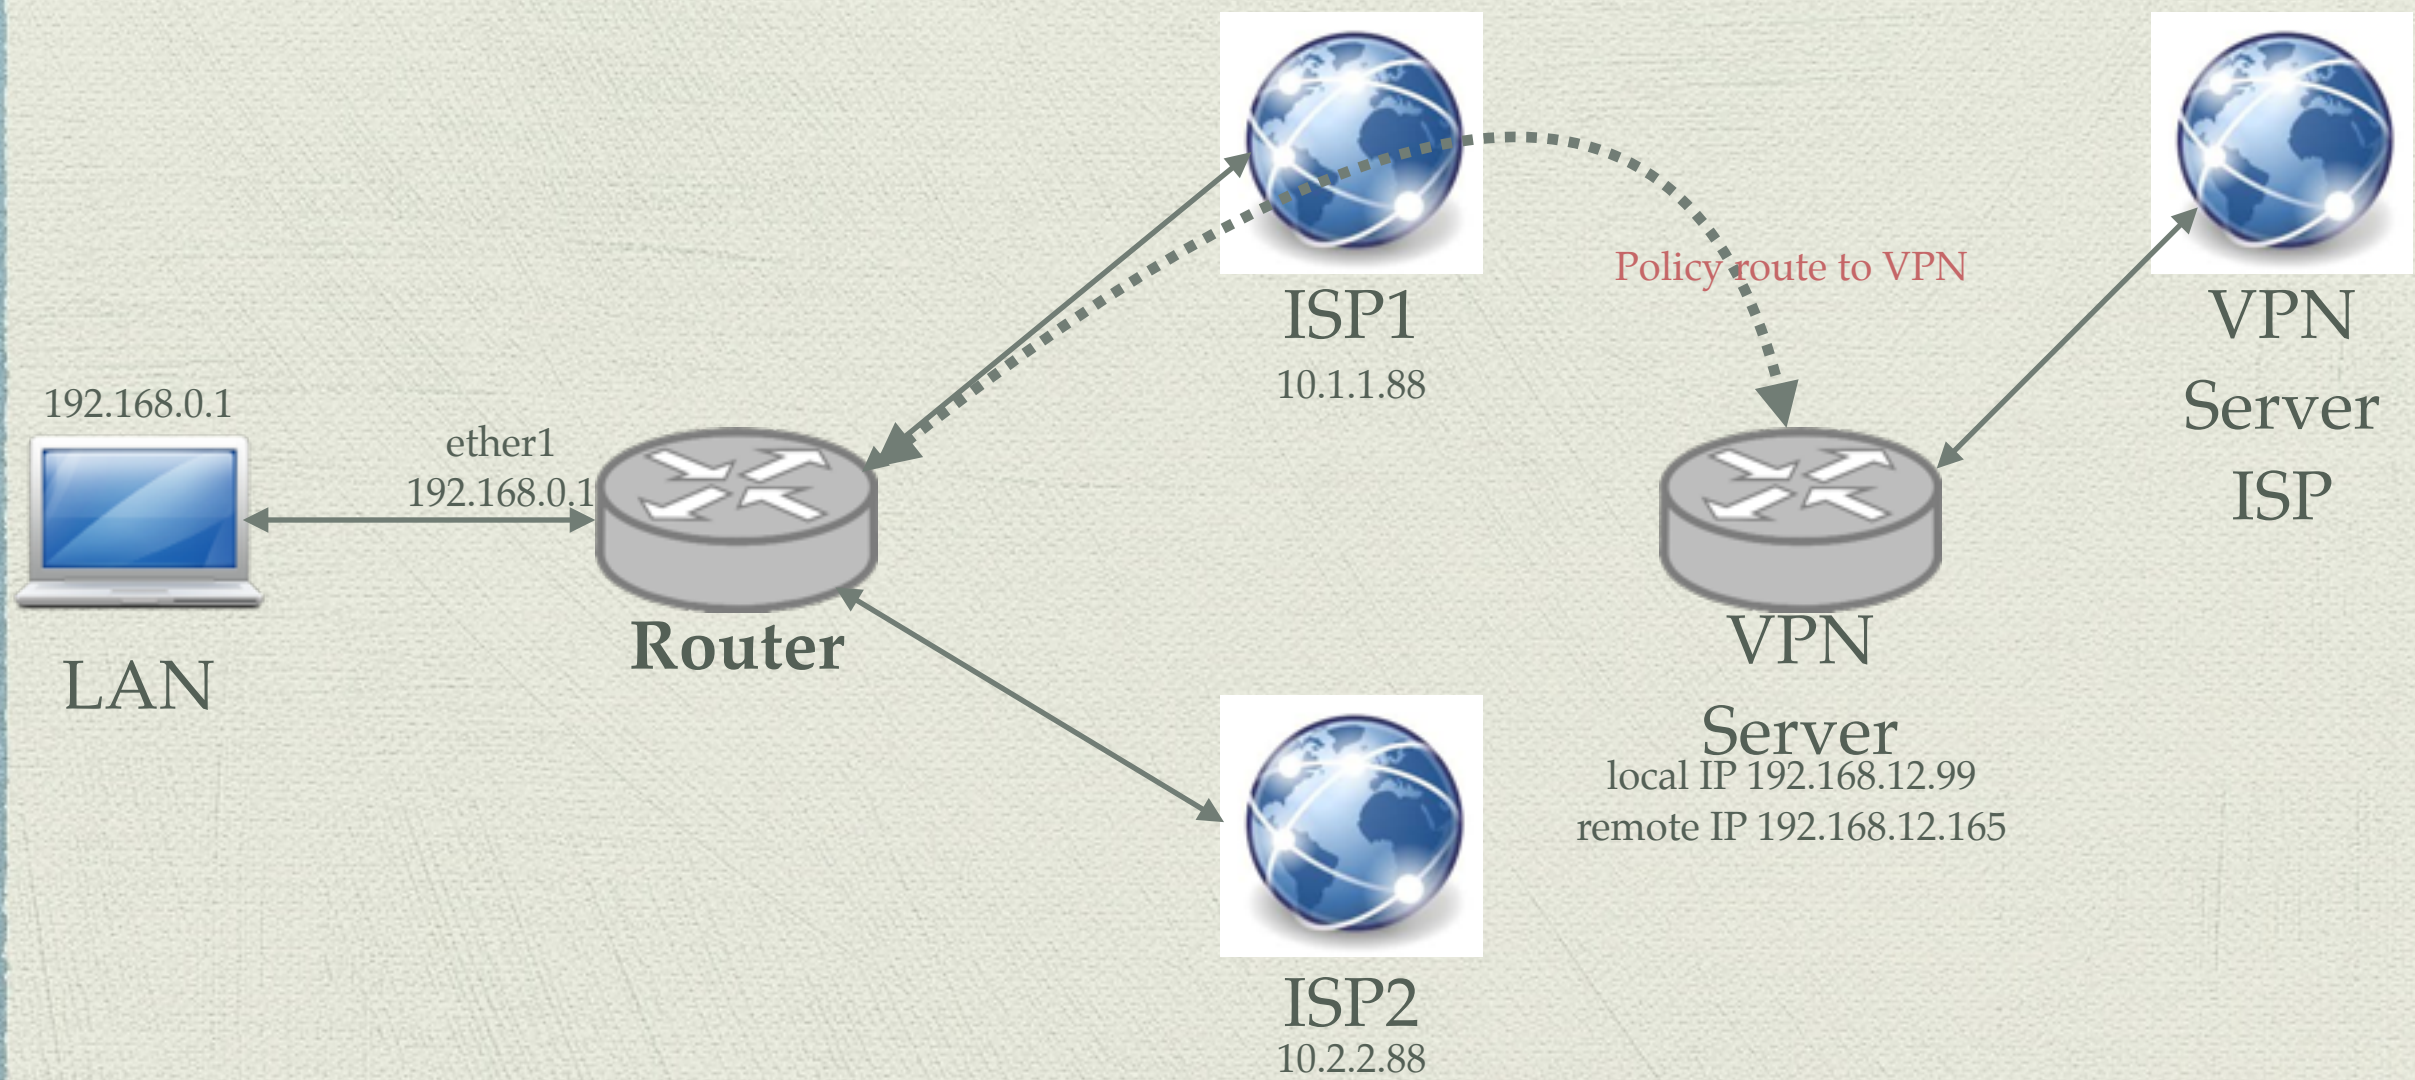 192.168.0.1
LAN
ether1
192.168.0.1
Router
ISP1
10.1.1.88
ISP2
10.2.2.88
Policy route to VPN
VPN
Server
local IP 192.168.12.99
remote IP 192.168.12.165
VPN
Server
ISP